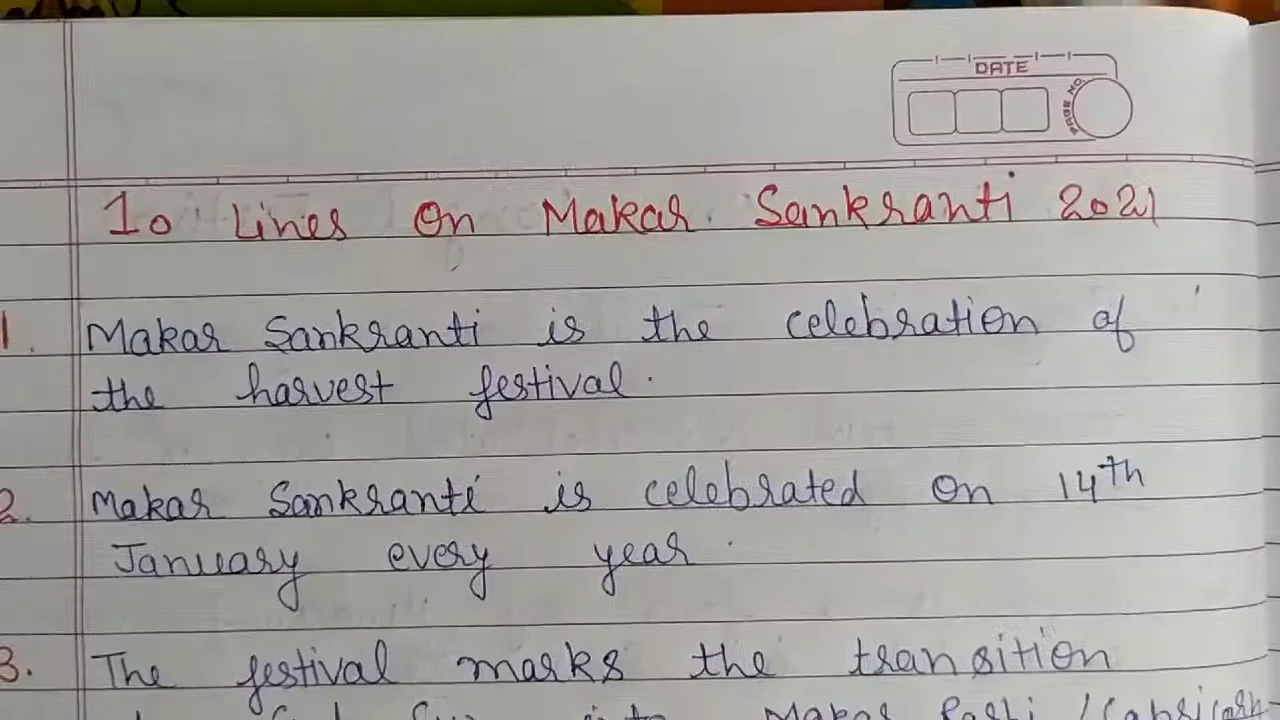 DATE
PAGE NO.
10 Lines On Makar Sankranti 2021
1. Makar Sankranti is the celebration of
the harvest festival.
2. Makar Sankranti is celebrated on 14th
January every year.
3. The festival marks the transition